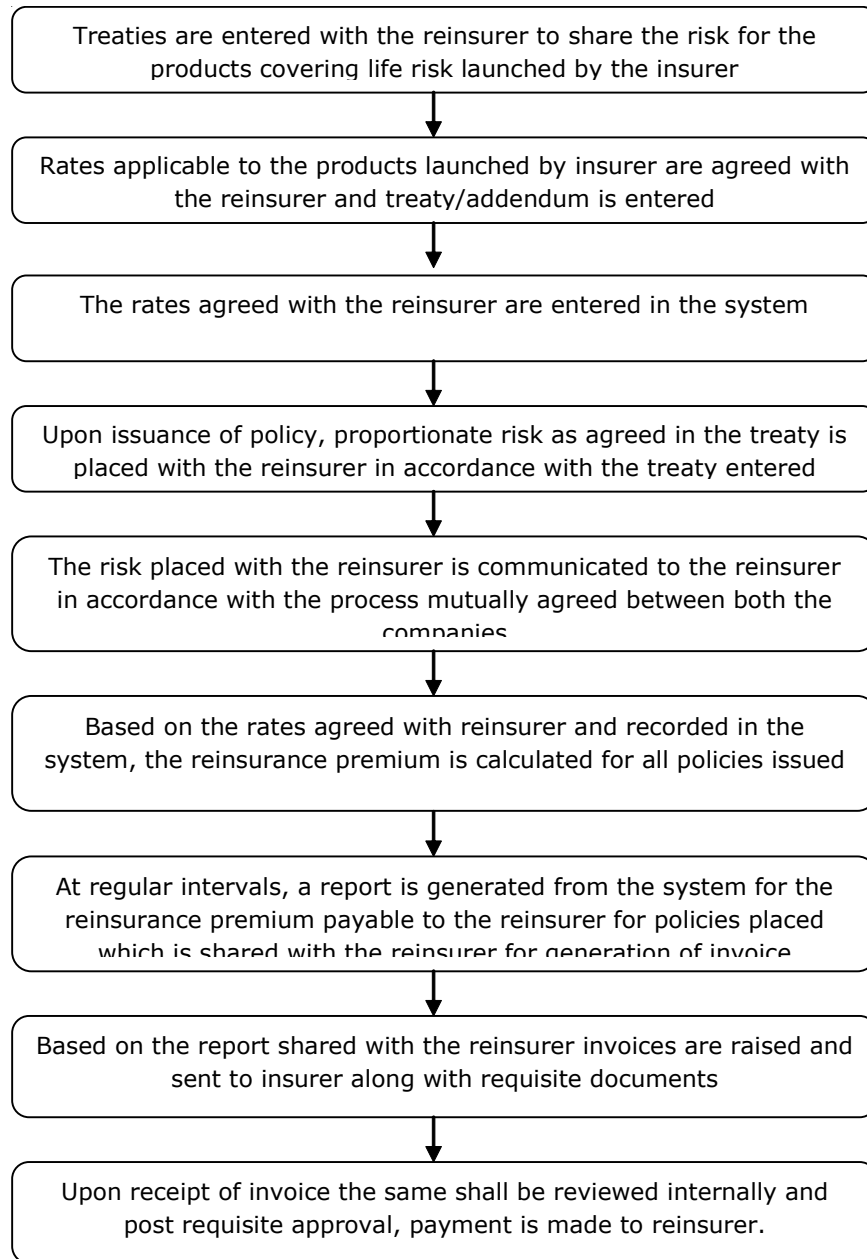 Treaties are entered with the reinsurer to share the risk for the
products covering life risk launched by the insurer
Rates applicable to the products launched by insurer are agreed with
the reinsurer and treaty/addendum is entered
The rates agreed with the reinsurer are entered in the system
Upon issuance of policy, proportionate risk as agreed in the treaty is
placed with the reinsurer in accordance with the treaty entered
The risk placed with the reinsurer is communicated to the reinsurer
in accordance with the process mutually agreed between both the
companies
Based on the rates agreed with reinsurer and recorded in the
system, the reinsurance premium is calculated for all policies issued
At regular intervals, a report is generated from the system for the
reinsurance premium payable to the reinsurer for policies placed
which is shared with the reinsurer for generation of invoice
Based on the report shared with the reinsurer invoices are raised and
sent to insurer along with requisite documents
Upon receipt of invoice the same shall be reviewed internally and
post requisite approval, payment is made to reinsurer.